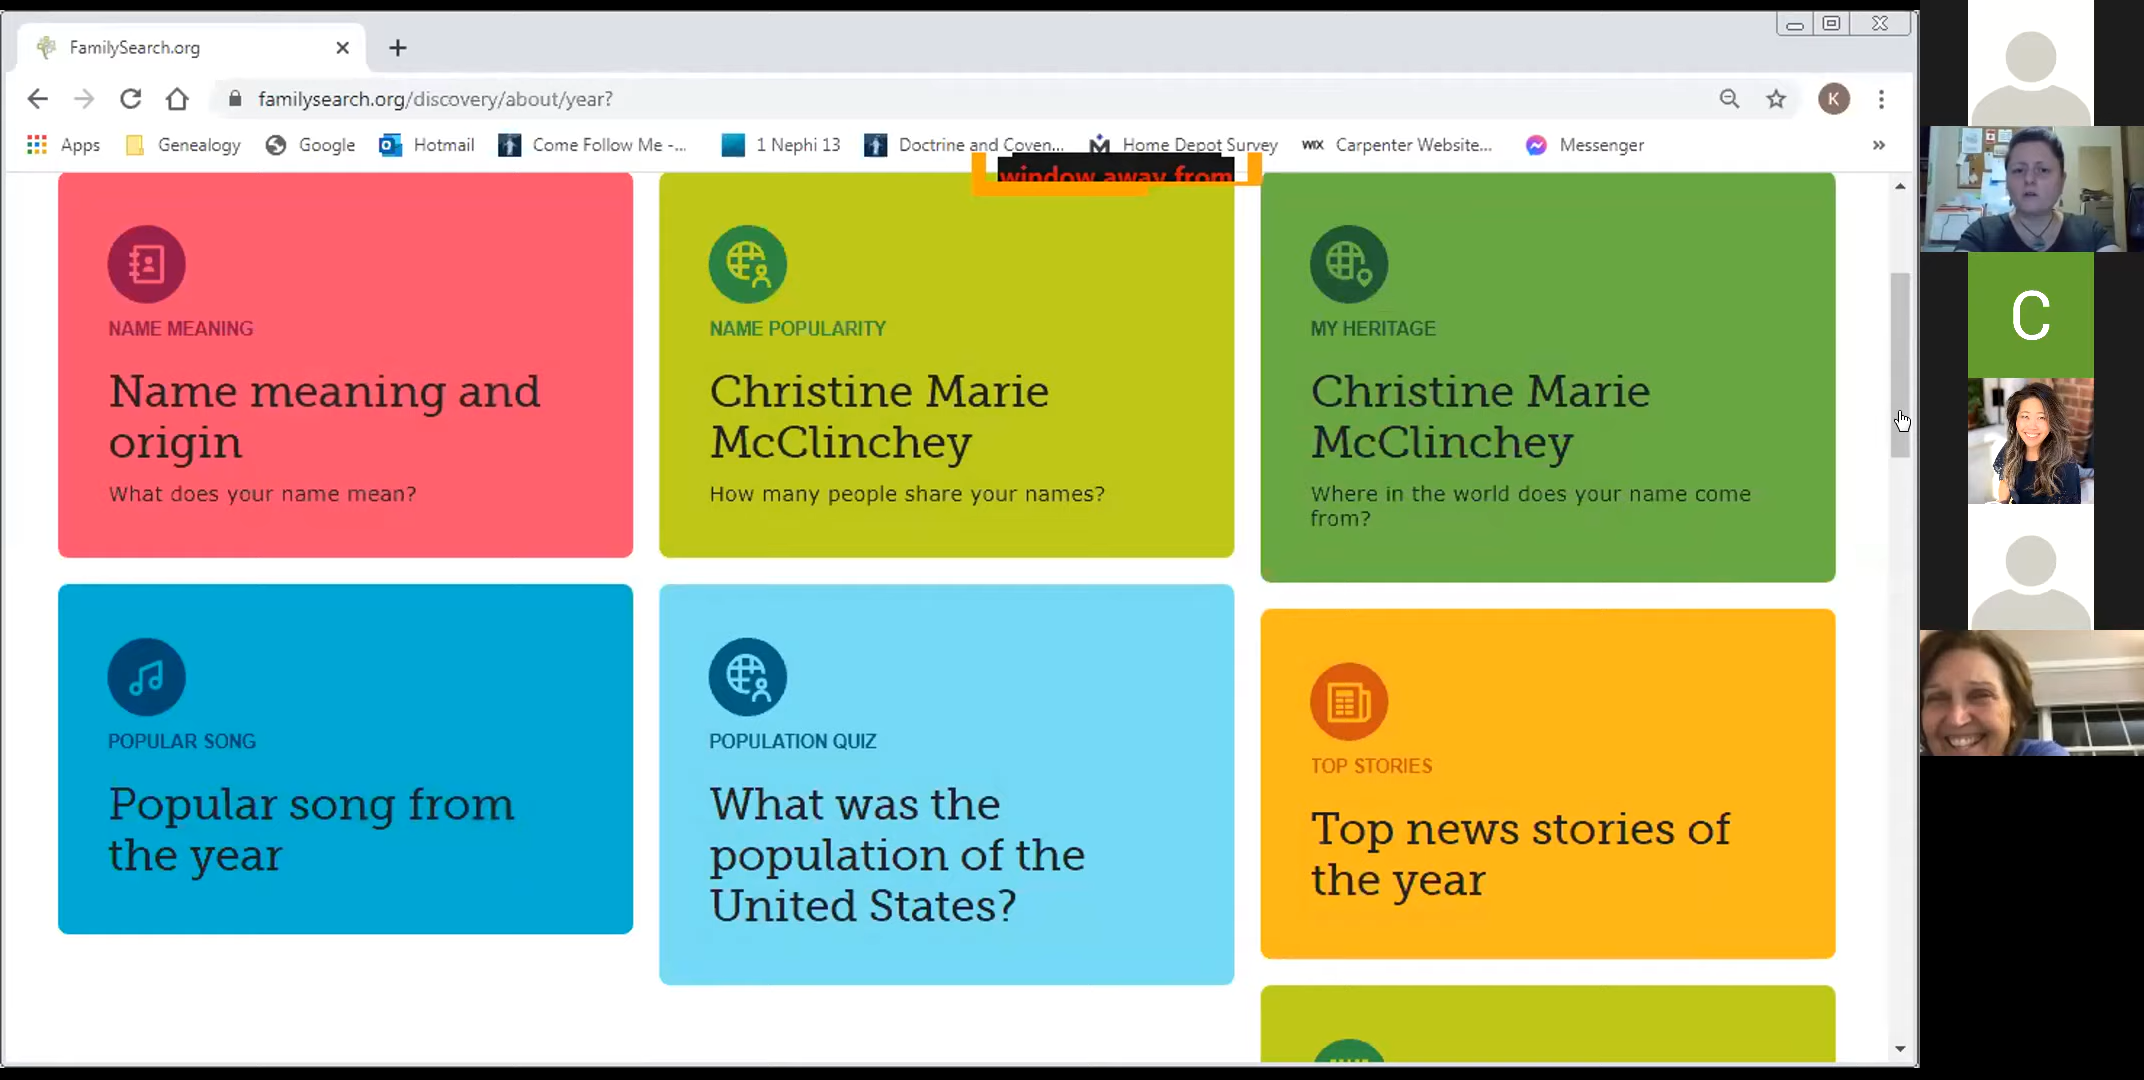 FamilySearch.org
familysearch.org/discovery/about/year?
K
Apps
Genealogy
Google
Hotmail
Come Follow Me -...
1 Nephi 13
Doctrine and Coven...
Home Depot Survey
WIX
Carpenter Website...
Messenger
»
window away from
NAME MEANING
Name meaning and
origin
What does your name mean?
NAME POPULARITY
Christine Marie
McClinchey
How many people share your names?
MY HERITAGE
Christine Marie
McClinchey
Where in the world does your name come
from?
POPULAR SONG
Popular song from
the year
POPULATION QUIZ
What was the
population of the
United States?
TOP STORIES
Top news stories of
the year
C